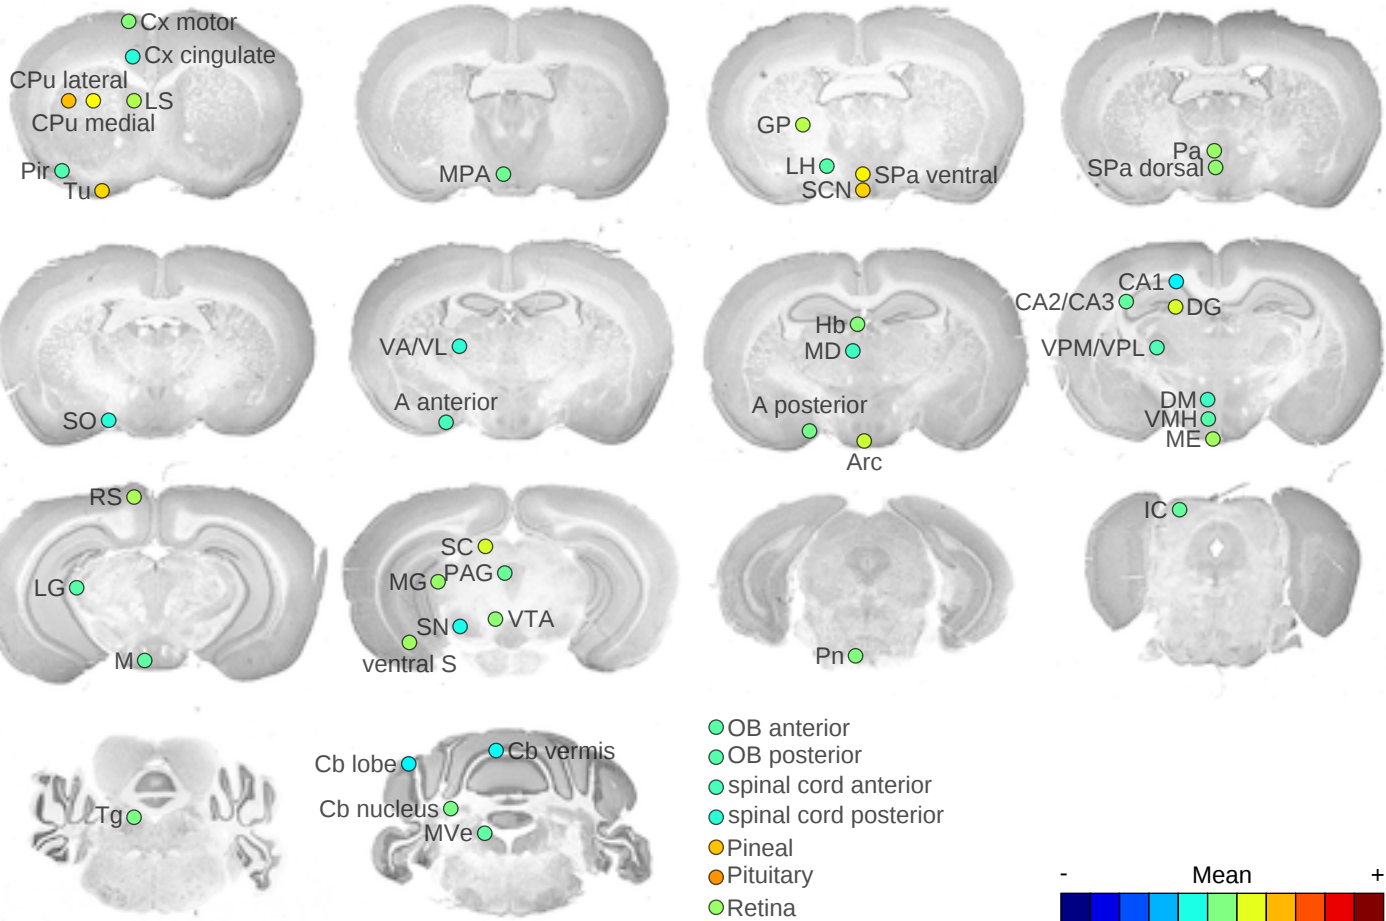 Cx motor
Cx cingulate
CPu lateral
LS
CPu medial
Pir
Tu
MPA
GP
LH
SPa ventral
SCN
Pa
SPa dorsal
SO
VA/VL
A anterior
Hb
MD
A posterior
Arc
CA1
CA2/CA3
DG
VPM/VPL
DM
VMH
ME
RS
LG
M
SC
PAG
MG
VTA
SN
ventral S
Pn
IC
Tg
Cb vermis
Cb lobe
Cb nucleus
MVe
OB anterior
OB posterior
spinal cord anterior
spinal cord posterior
Pineal
Pituitary
Retina
- Mean +